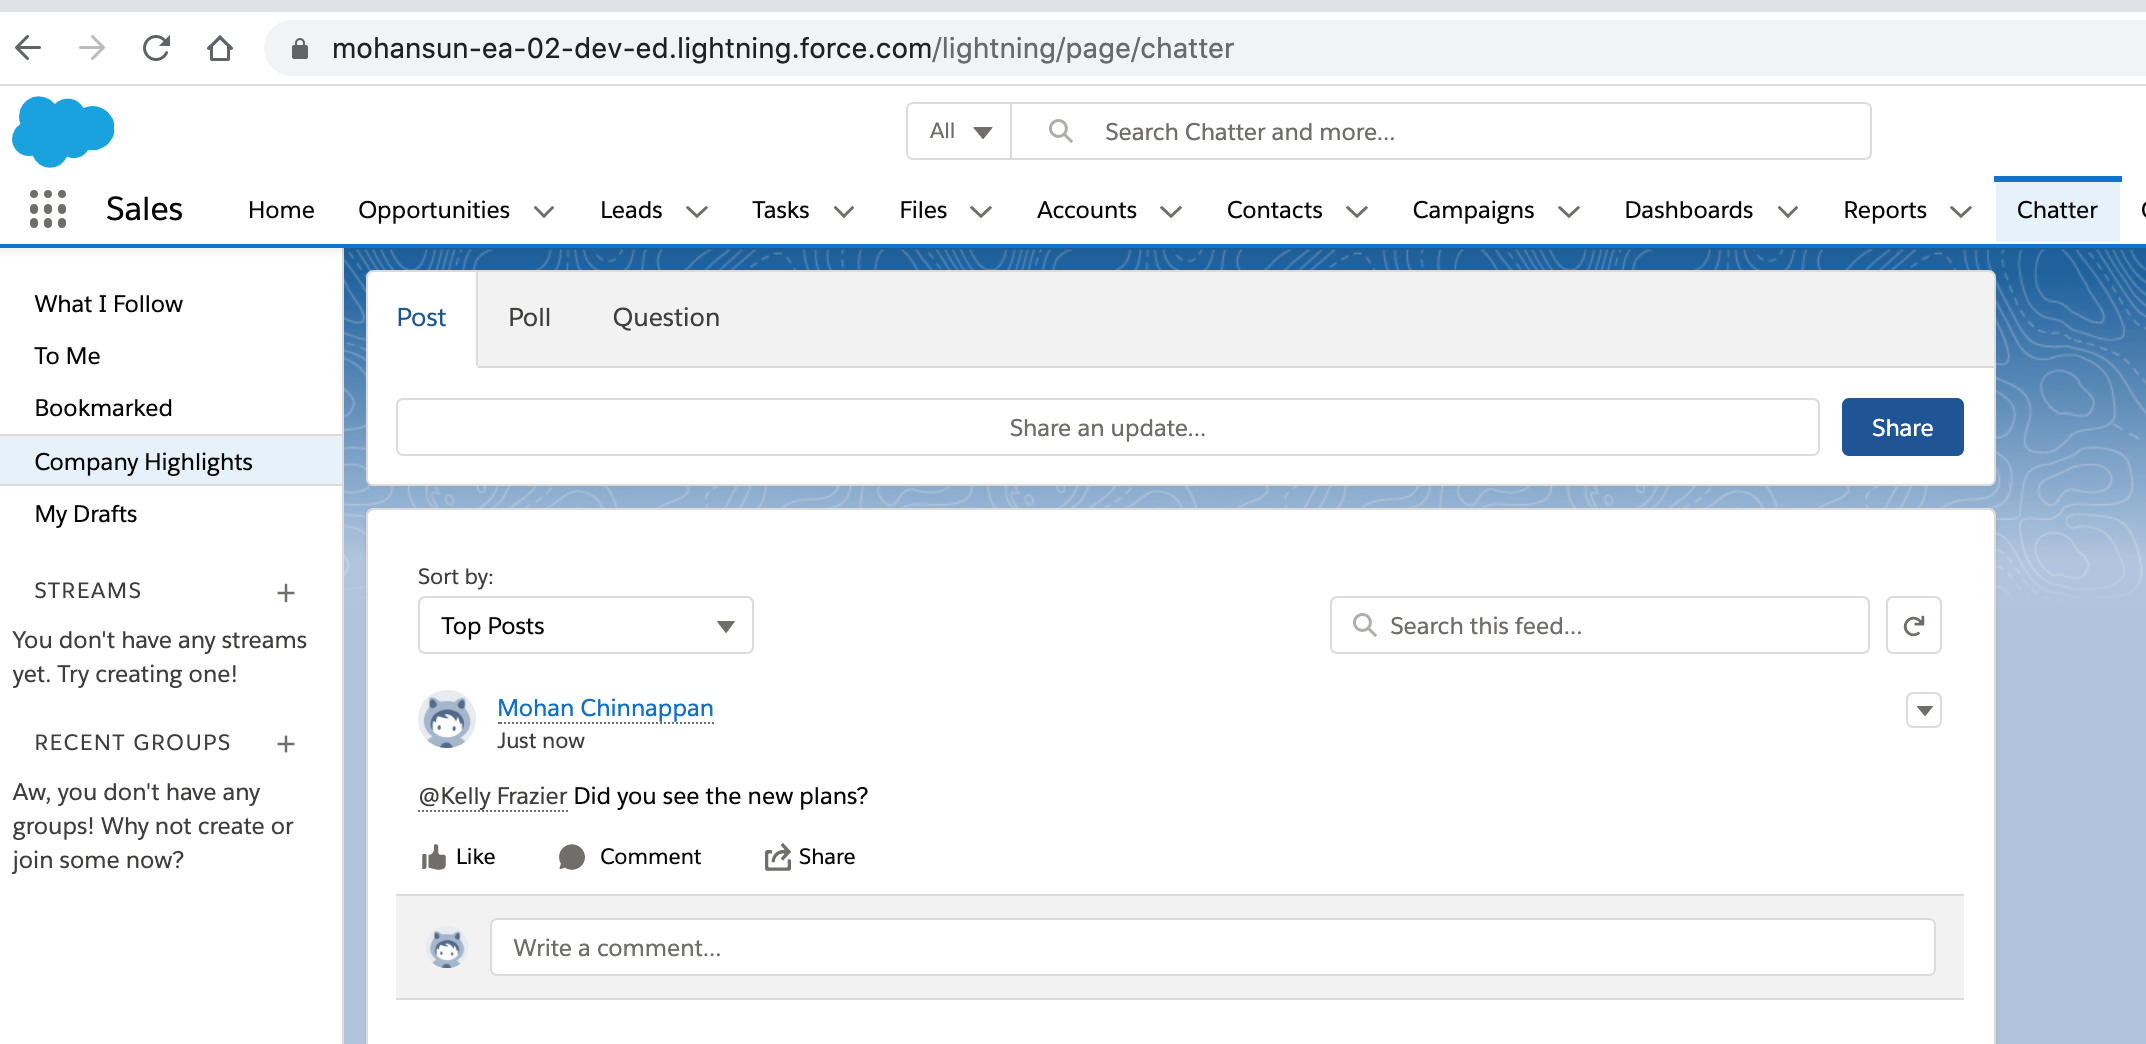 mohansun-ea-02-dev-ed.lightning.force.com/lightning/page/chatter
All Search Chatter and more...
Sales Home Opportunities Leads Tasks Files Accounts Contacts Campaigns Dashboards Reports Chatter
What I Follow
To Me
Bookmarked
Company Highlights
My Drafts
STREAMS
You don't have any streams
yet. Try creating one!
RECENT GROUPS
Aw, you don't have any
groups! Why not create or
join some now?
Post Poll Question
Share an update... Share
Sort by:
Top Posts Search this feed...
Mohan Chinnappan
Just now
@Kelly Frazier Did you see the new plans?
Like Comment Share
Write a comment...